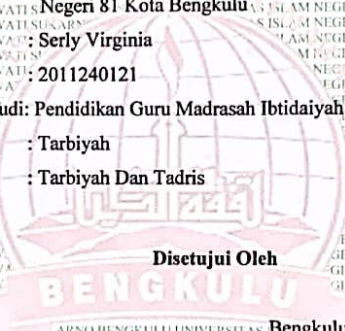 Negeri 81 Kota Bengkulu
: Serly Virginia
: 2011240121
udi: Pendidikan Guru Madrasah Ibtidaiyah
: Tarbiyah
: Tarbiyah Dan Tadris
Disetujui Oleh
BENGKULU
Bengkulu